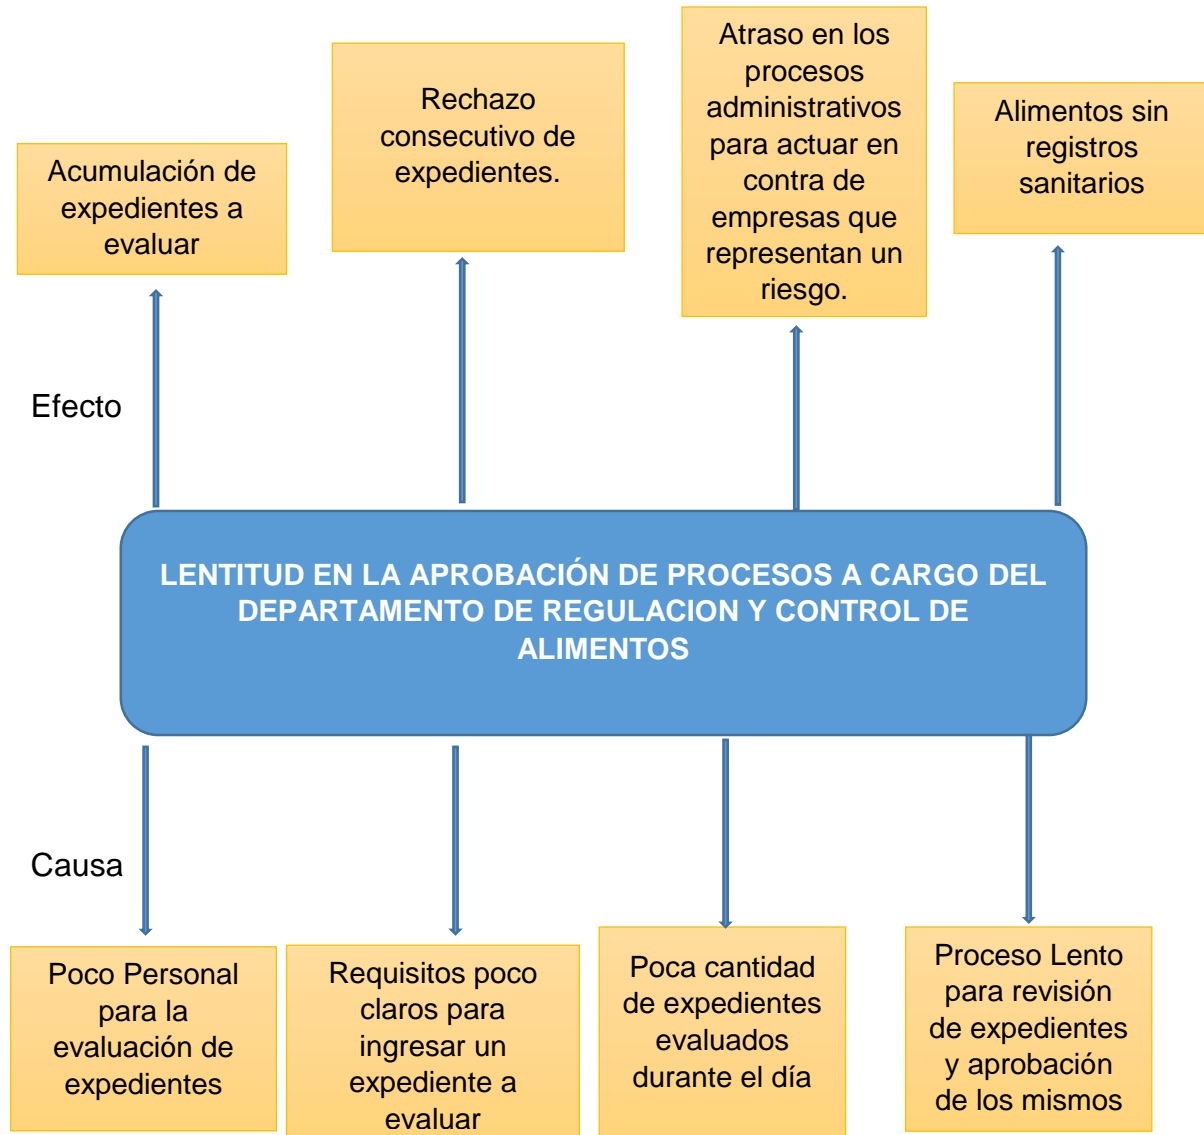 Acumulación de
expedientes a
evaluar
Rechazo
consecutivo de
expedientes.
Atraso en los
procesos
administrativos
para actuar en
contra de
empresas que
representan un
riesgo.
Alimentos sin
registros
sanitarios
Efecto
LENTITUD EN LA APROBACIÓN DE PROCESOS A CARGO DEL
DEPARTAMENTO DE REGULACION Y CONTROL DE
ALIMENTOS
Causa
Poco Personal
para la
evaluación de
expedientes
Requisitos poco
claros para
ingresar un
expediente a
evaluar
Poca cantidad
de expedientes
evaluados
durante el día
Proceso Lento
para revisión
de expedientes
y aprobación
de los mismos